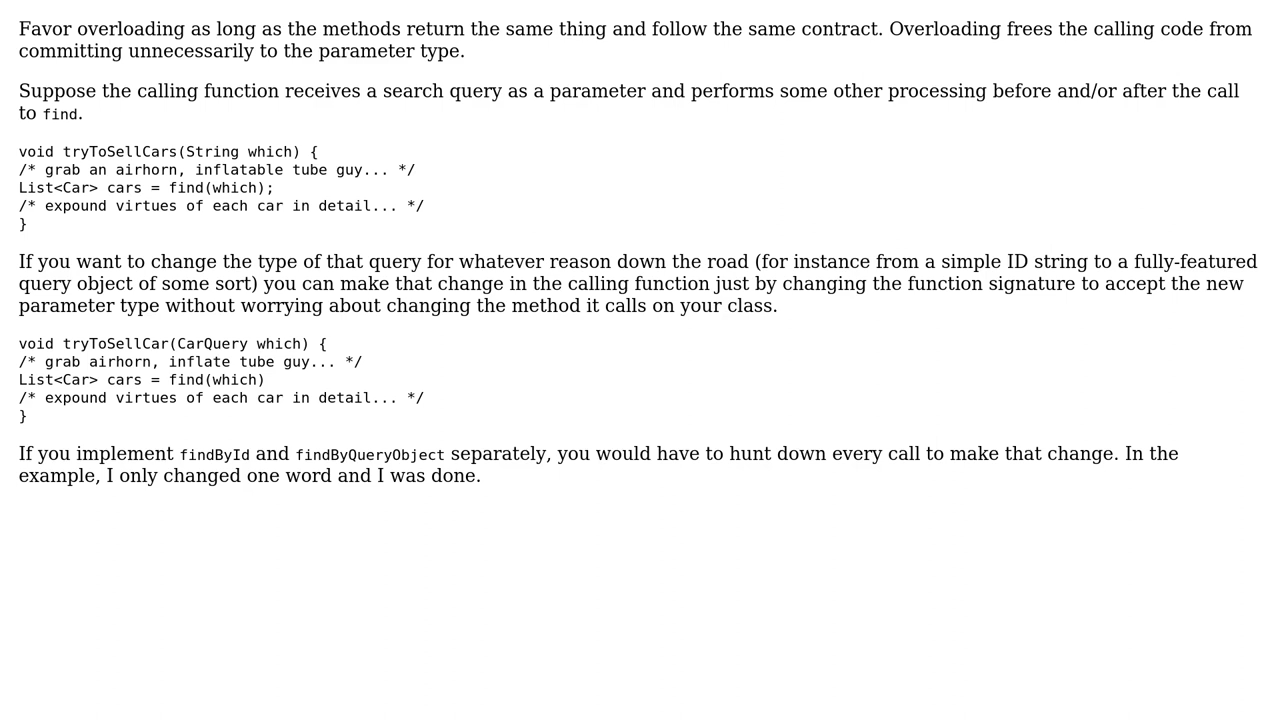 Favor overloading as long as the methods return the same thing and follow the same contract. Overloading frees the calling code from
committing unnecessarily to the parameter type.
Suppose the calling function receives a search query as a parameter and performs some other processing before and/or after the call
to find.
void tryToSellCars(String which) {
/* grab an airhorn, inflatable tube guy... */
List<Car> cars = find(which);
/* expound virtues of each car in detail... */
}
If you want to change the type of that query for whatever reason down the road (for instance from a simple ID string to a fully-featured
query object of some sort) you can make that change in the calling function just by changing the function signature to accept the new
parameter type without worrying about changing the method it calls on your class.
void tryToSellCar(CarQuery which) {
/* grab airhorn, inflate tube guy... */
List<Car> cars = find(which)
/* expound virtues of each car in detail... */
}
If you implement findById and findByQueryObject separately, you would have to hunt down every call to make that change. In the
example, I only changed one word and I was done.